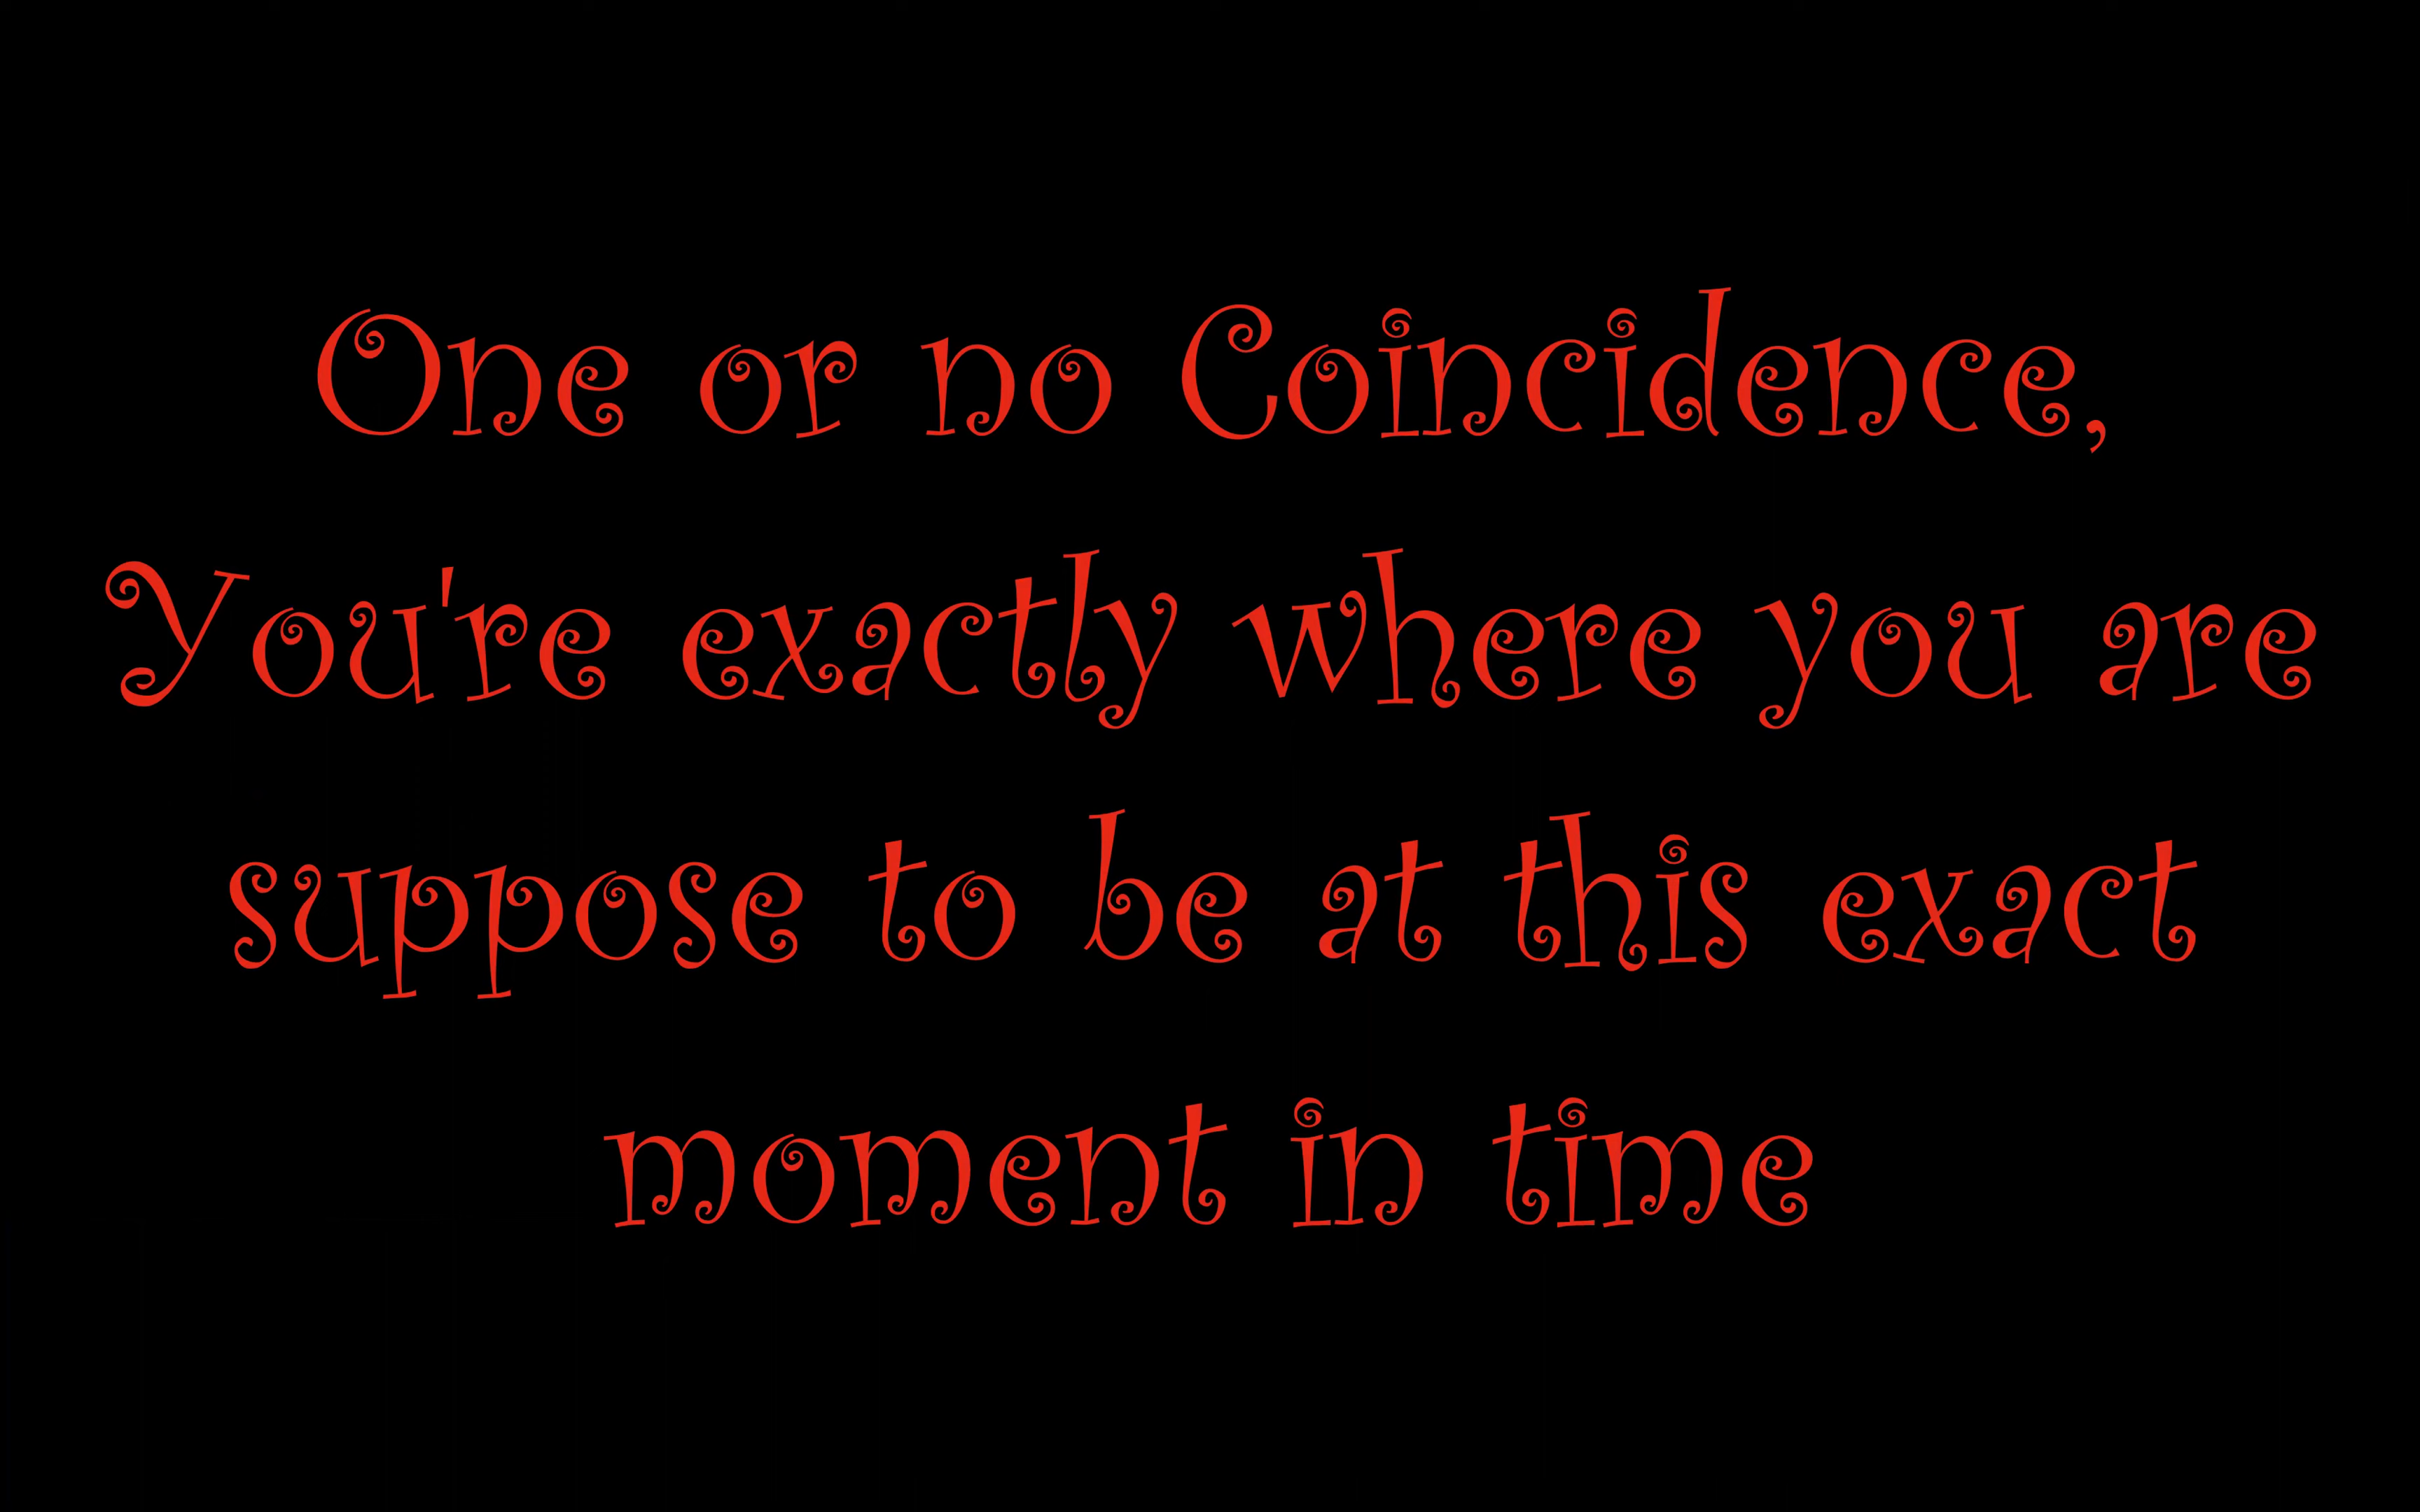 One or no Coincidence,
You're exactly where you are
suppose to be at this exact
moment in time